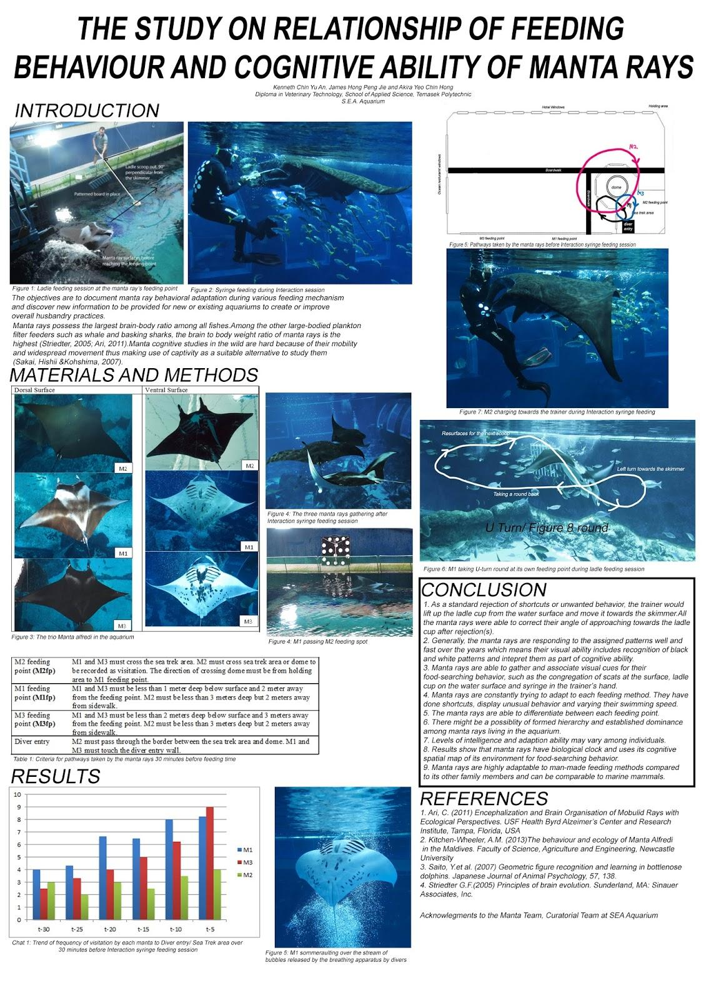 THE STUDY ON RELATIONSHIP OF FEEDING
BEHAVIOUR AND COGNITIVE ABILITY OF MANTA RAYS
Kenneth Chin Yu An, James Hong Peng Jie and Akira Yeo Chin Hong
Diploma in Veterinary Technology, School of Applied Science, Temasek Polytechnic
S.E.A. Aquarium
INTRODUCTION
Ladle scoop out, 90°
perpendicular from
the skimmer
Patterned board in place
Manta ray surfaces before
reaching the feeding point
Figure 1: Ladle feeding session at the manta ray's feeding point
Figure 2: Syringe feeding during Interaction session
The objectives are to document manta ray behavioral adaptation during various feeding mechanism
and discover new information to be provided for new or existing aquariums to create or improve
overall husbandry practices.
Manta rays possess the largest brain-body ratio among all fishes.Among the other large-bodied plankton
filter feeders such as whale and basking sharks, the brain to body weight ratio of manta rays is the
highest (Striedter, 2005; Ari, 2011).Manta cognitive studies in the wild are hard because of their mobility
and widespread movement thus making use of captivity as a suitable alternative to study them
(Sakai, Hishii &Kohshima, 2007).
MATERIALS AND METHODS
Dorsal Surface
Ventral Surface
M2
M2
M1
M1
M3
M3
Figure 3: The trio Manta alfredi in the aquarium
Figure 4: The three manta rays gathering after
Interaction syringe feeding session
Figure 4: M1 passing M2 feeding spot
M2 feeding point (M2fp)
M1 and M3 must cross the sea trek area. M2 must cross sea trek area or dome to
be recorded as visitation. The direction of crossing dome must be from holding
area to M1 feeding point.
M1 feeding point (M1fp)
M1 and M3 must be less than 1 meter deep below surface and 2 meter away
from the feeding point. M2 must be less than 3 meters deep but 2 meters away
from sidewalk.
M3 feeding point (M3fp)
M1 and M3 must be less than 2 meters deep below surface and 3 meters away
from the feeding point. M2 must be less than 3 meters deep but 2 meters away
from sidewalk.
Diver entry
M2 must pass through the border between the sea trek area and dome. M1 and
M3 must touch the diver entry wall.
Table 1: Criteria for pathways taken by the manta rays 30 minutes before feeding time
RESULTS
10
9
8
7
6
5
4
3
2
1
0
t-30 t-25 t-20 t-15 t-10 t-5
M1
M3
M2
Chat 1: Trend of frequency of visitation by each manta to Diver entry/ Sea Trek area over
30 minutes before Interaction syringe feeding session
Figure 5: M1 sommeraulting over the stream of
bubbles released by the breathing apparatus by divers
Hotel Windows
Holding area
Ocean restaurant windows
Boardwalk
Boardwalk
dome
M2
M3
M1
M2 feeding point
Sea trek area
diver
entry
M3 feeding point
M1 feeding point
Figure 5: Pathways taken by the manta rays before Interaction syringe feeding session
Figure 7: M2 charging towards the trainer during Interaction syringe feeding
Resurfaces for the next scoop
Left turn towards the skimmer
Taking a round back
U Turn/ Figure 8 round
Figure 6: M1 taking U-turn round at its own feeding point during ladle feeding session
CONCLUSION
1. As a standard rejection of shortcuts or unwanted behavior, the trainer would
lift up the ladle cup from the water surface and move it towards the skimmer.All
the manta rays were able to correct their angle of approaching towards the ladle
cup after rejection(s).
2. Generally, the manta rays are responding to the assigned patterns well and
fast over the years which means their visual ability includes recognition of black
and white patterns and intepret them as part of cognitive ability.
3. Manta rays are able to gather and associate visual cues for their
food-searching behavior, such as the congregation of scats at the surface, ladle
cup on the water surface and syringe in the trainer's hand.
4. Manta rays are constantly trying to adapt to each feeding method. They have
done shortcuts, display unusual behavior and varying their swimming speed.
5. The manta rays are able to differentiate between each feeding point.
6. There might be a possiblity of formed hierarchy and established dominance
among manta rays living in the aquarium.
7. Levels of intelligence and adaption ability may vary among individuals.
8. Results show that manta rays have biological clock and uses its cognitive
spatial map of its environment for food-searching behavior.
9. Manta rays are highly adaptable to man-made feeding methods compared
to its other family members and can be comparable to marine mammals.
REFERENCES
1. Ari, C. (2011) Encephalization and Brain Organisation of Mobulid Rays with
Ecological Perspectives. USF Health Byrd Alzeimer's Center and Research
Institute, Tampa, Florida, USA
2. Kitchen-Wheeler, A.M. (2013)The behaviour and ecology of Manta Alfredi
in the Maldives. Faculty of Science, Agriculture and Engineering, Newcastle
University
3. Saito, Y.et al. (2007) Geometric figure recognition and learning in bottlenose
dolphins. Japanese Journal of Animal Psychology, 57, 138.
4. Striedter G.F.(2005) Principles of brain evolution. Sunderland, MA: Sinauer
Associates, Inc.
Acknowlegments to the Manta Team, Curatorial Team at SEA Aquarium